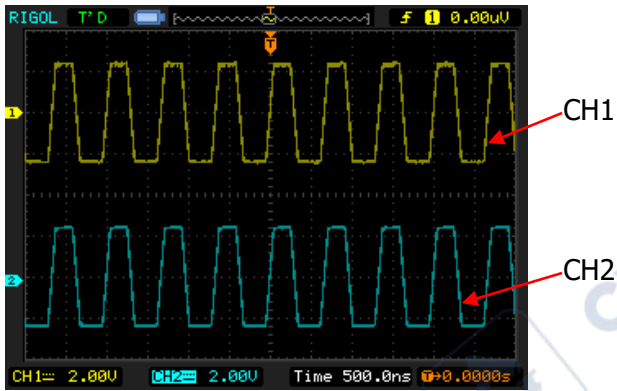 RIGOL T'D T f 1 0.00uV
T
1
CH1
2
CH2
CH1 2.00V CH2 2.00V Time 500.0ns T→0.0000s